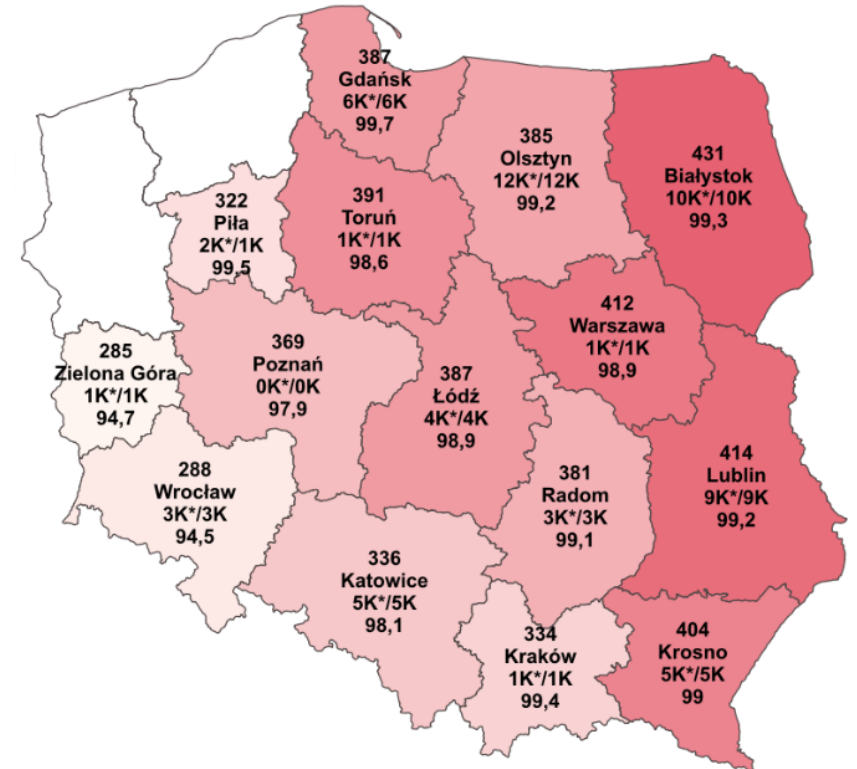 387
Gdańsk
6K*/6K
99,7
385
Olsztyn
12K*/12K
99,2
431
Białystok
10K*/10K
99,3
322
Piła
2K*/1K
99,5
391
Toruń
1K*/1K
98,6
412
Warszawa
1K*/1K
98,9
285
Zielona Góra
1K*/1K
94,7
369
Poznań
0K*/0K
97,9
387
Łódź
4K*/4K
98,9
414
Lublin
9K*/9K
99,2
288
Wrocław
3K*/3K
94,5
381
Radom
3K*/3K
99,1
336
Katowice
5K*/5K
98,1
334
Kraków
1K*/1K
99,4
404
Krosno
5K*/5K
99